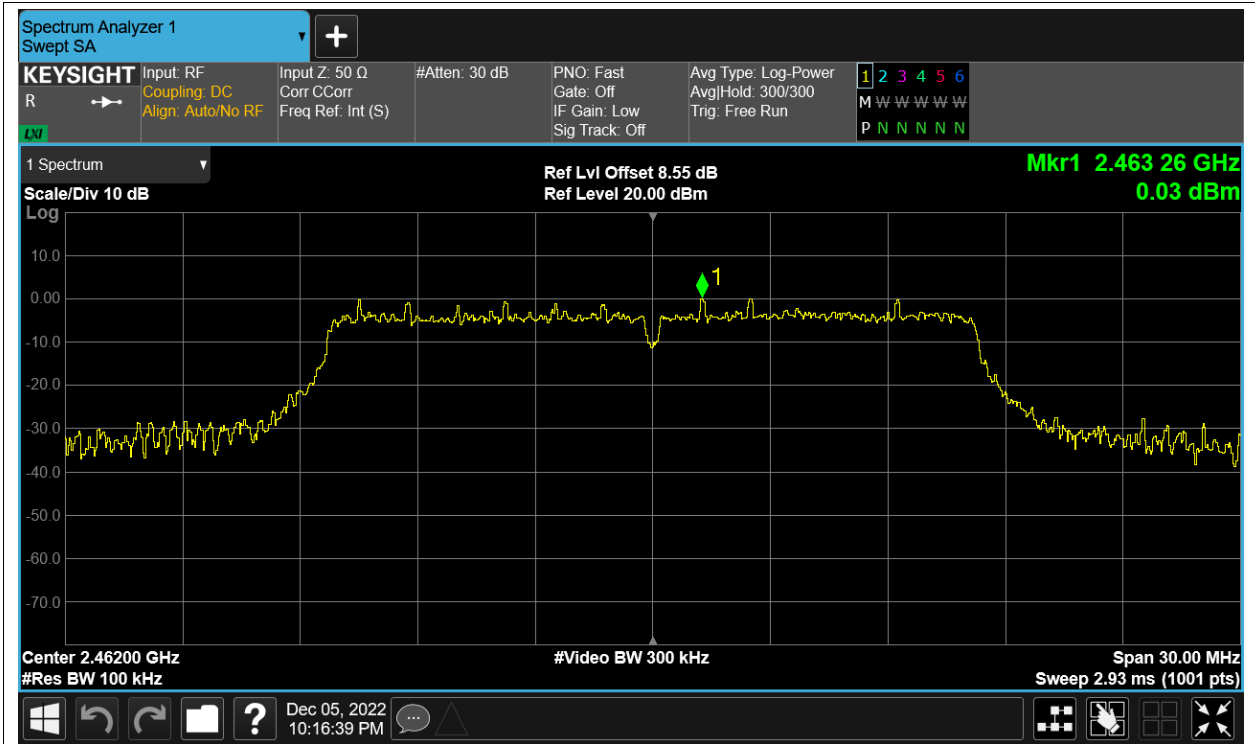 Spectrum Analyzer 1
Swept SA
+
KEYSIGHT
R
LXI
Input: RF
Coupling: DC
Align: Auto/No RF
Input Z: 50 Ω
Corr CCorr
Freq Ref: Int (S)
#Atten: 30 dB
PNO: Fast
Gate: Off
IF Gain: Low
Sig Track: Off
Avg Type: Log-Power
Avg|Hold: 300/300
Trig: Free Run
1 2 3 4 5 6
M W W W W W
P N N N N N
1 Spectrum
Scale/Div 10 dB
Ref Lvl Offset 8.55 dB
Ref Level 20.00 dBm
Mkr1 2.463 26 GHz
0.03 dBm
Log
10.0
0.00
-10.0
-20.0
-30.0
-40.0
-50.0
-60.0
-70.0
1
Center 2.46200 GHz
#Res BW 100 kHz
#Video BW 300 kHz
Span 30.00 MHz
Sweep 2.93 ms (1001 pts)
?
Dec 05, 2022
10:16:39 PM